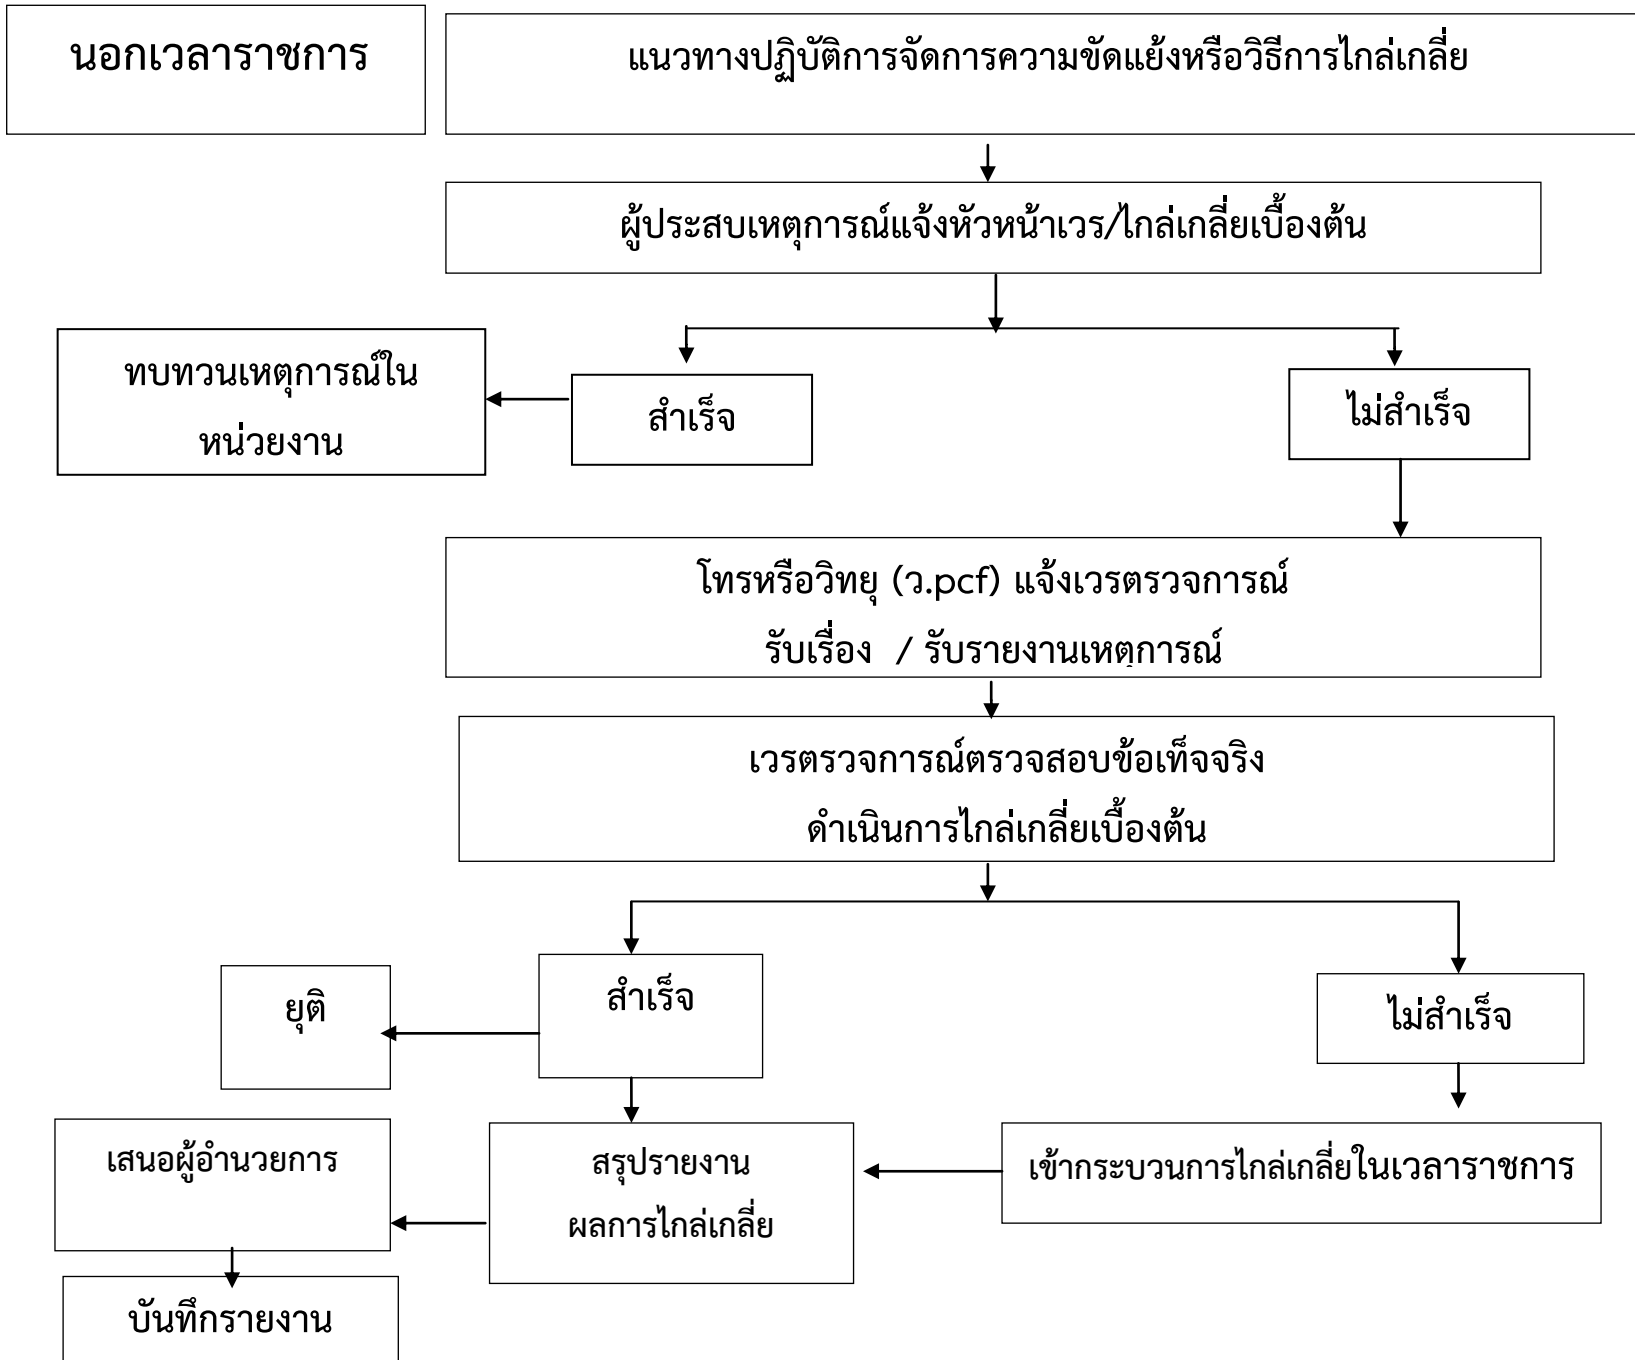 นอกเวลาราชการ
แนวทางปฏิบัติการจัดการความขัดแย้งหรือวิธีการไกล่เกลี่ย
ผู้ประสบเหตุการณ์แจ้งหัวหน้าเวร/ไกล่เกลี่ยเบื้องต้น
ทบทวนเหตุการณ์ใน
หน่วยงาน
สำเร็จ
ไม่สำเร็จ
โทรหรือวิทยุ (ว.pcf) แจ้งเวรตรวจการณ์
รับเรื่อง / รับรายงานเหตุการณ์
เวรตรวจการณ์ตรวจสอบข้อเท็จจริง
ดำเนินการไกล่เกลี่ยเบื้องต้น
ยุติ
สำเร็จ
ไม่สำเร็จ
เสนอผู้อำนวยการ
สรุปรายงาน
ผลการไกล่เกลี่ย
เข้ากระบวนการไกล่เกลี่ยในเวลาราชการ
บันทึกรายงาน